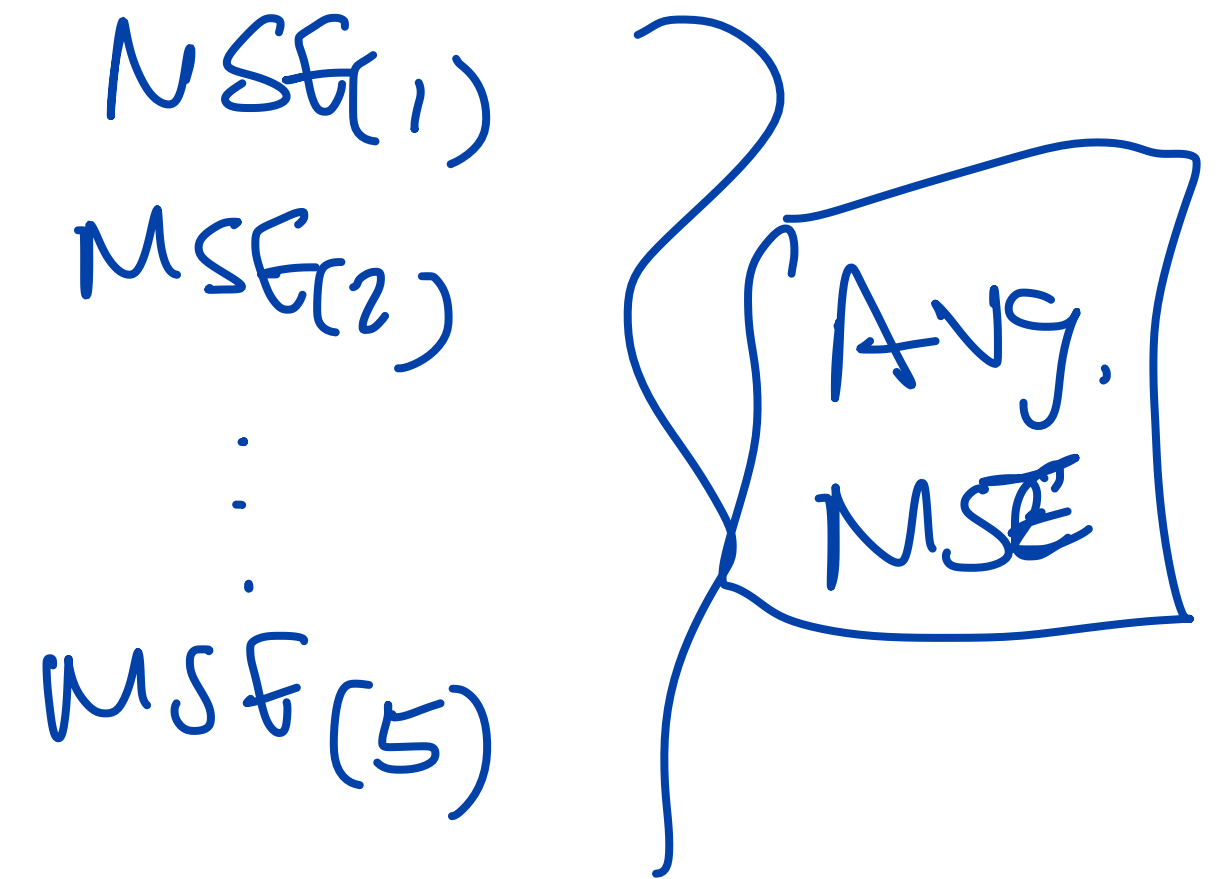 MSE(1)
MSE(2)
.
.
.
MSE(5)
Avg.
MSE